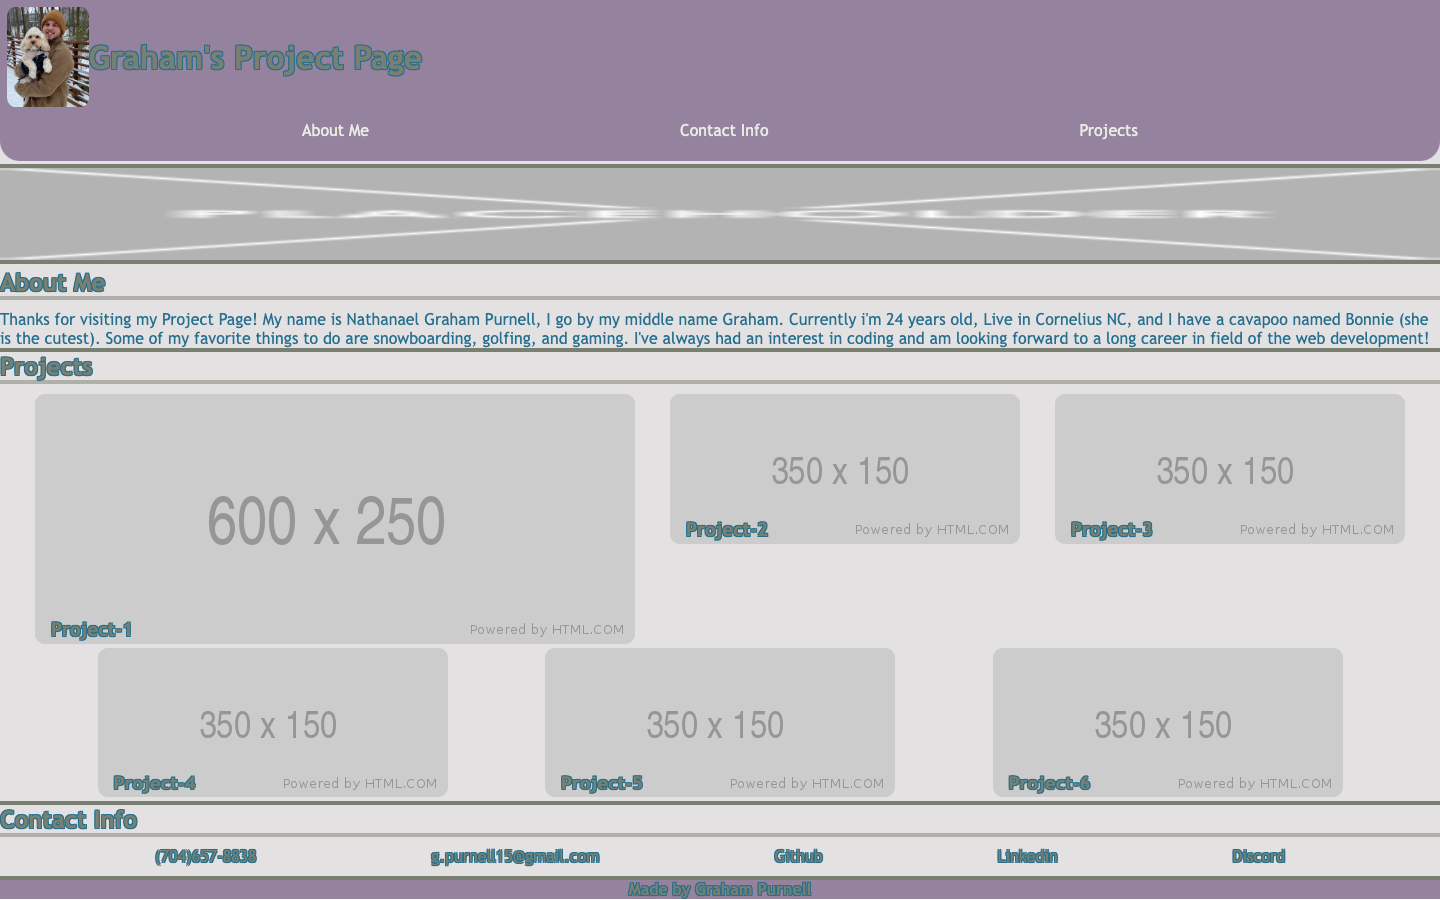 Graham's Project Page
About Me
Contact Info
Projects
PLACEHOLDER
About Me
Thanks for visiting my Project Page! My name is Nathanael Graham Purnell, I go by my middle name Graham. Currently i'm 24 years old, Live in Cornelius NC, and I have a cavapoo named Bonnie (she
is the cutest). Some of my favorite things to do are snowboarding, golfing, and gaming. I've always had an interest in coding and am looking forward to a long career in field of the web development!
Projects
600 x 250
Project-1
Powered by HTML.COM
350 x 150
Project-2
Powered by HTML.COM
350 x 150
Project-3
Powered by HTML.COM
350 x 150
Project-4
Powered by HTML.COM
350 x 150
Project-5
Powered by HTML.COM
350 x 150
Project-6
Powered by HTML.COM
Contact Info
(704)657-8838
g.purnell15@gmail.com
Github
Linkedin
Discord
Made by Graham Purnell